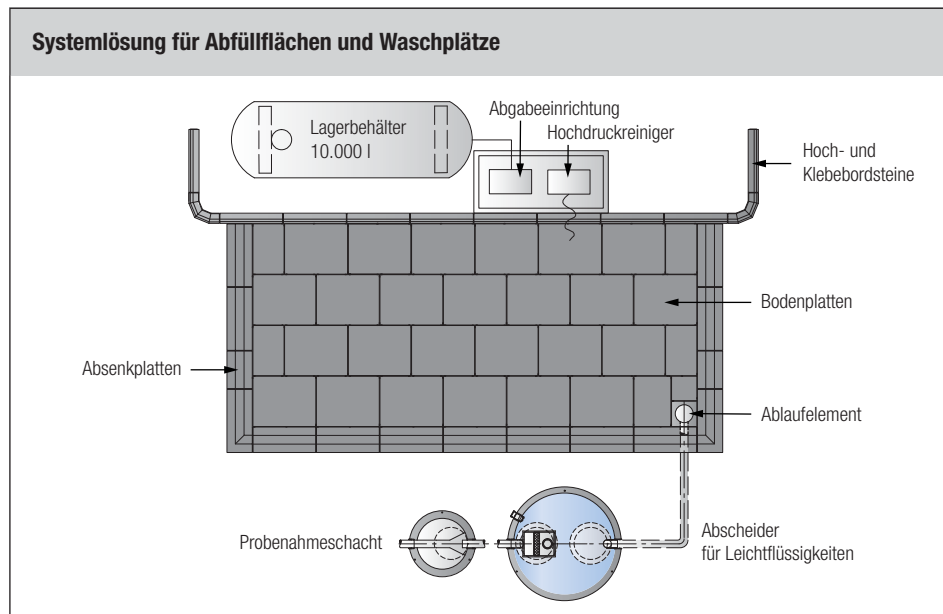 Systemlösung für Abfüllflächen und Waschplätze
Abgabeeinrichtung
Hochdruckreiniger
Lagerbehälter
10.000 l
Hoch- und
Klebebordsteine
Bodenplatten
Absenkplatten
Ablaufelement
Probenahmeschacht
Abscheider
für Leichtflüssigkeiten